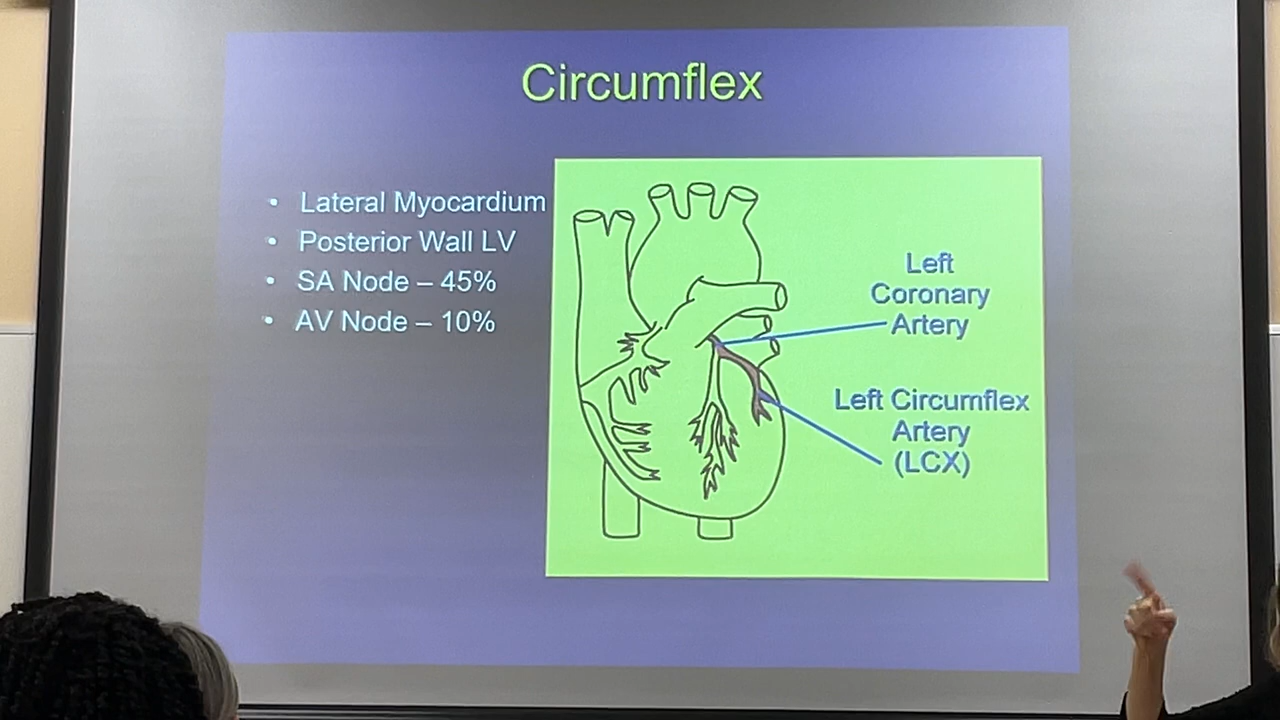 Circumflex
• Lateral Myocardium
• Posterior Wall LV
• SA Node – 45%
• AV Node – 10%
Left
Coronary
Artery
Left Circumflex
Artery
(LCX)